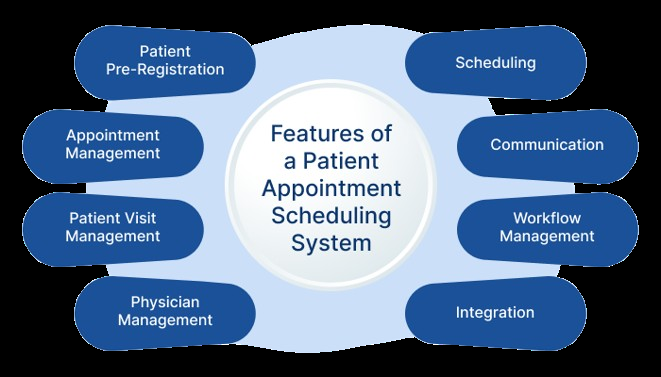 Patient
Pre-Registration
Scheduling
Appointment
Management
Communication
Features of
a Patient
Appointment
Scheduling
System
Patient Visit
Management
Workflow
Management
Physician
Management
Integration